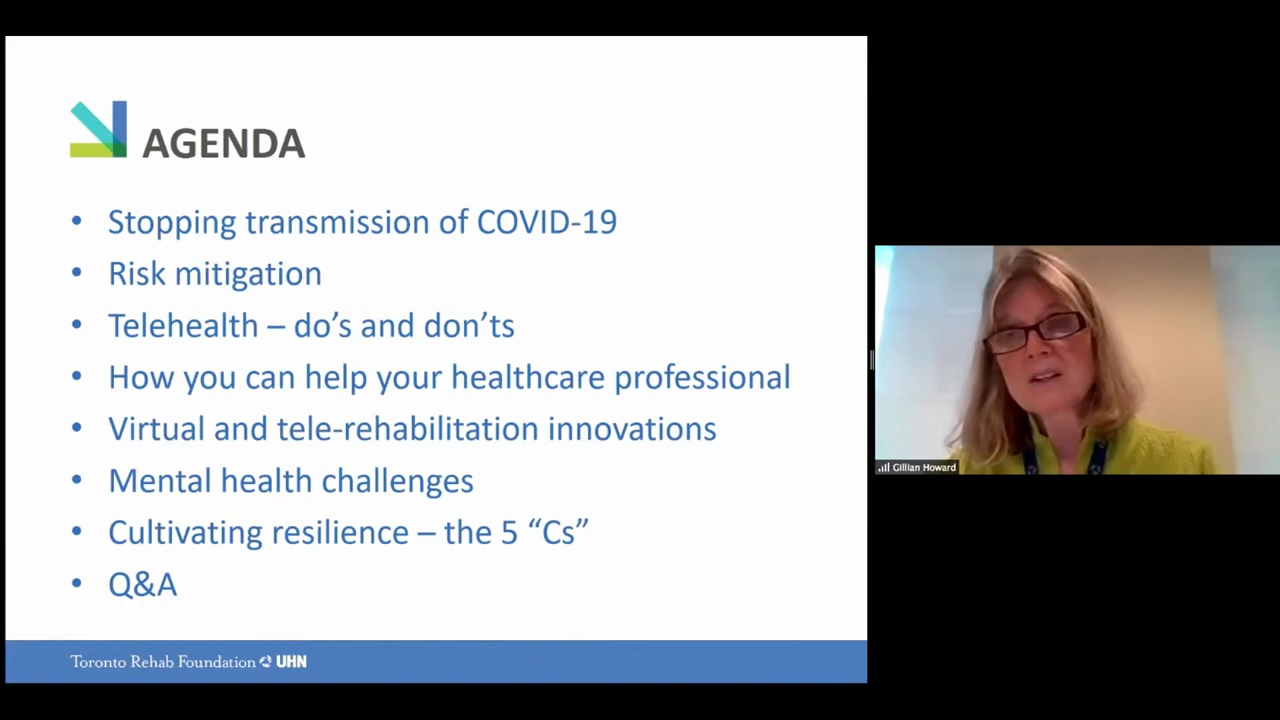 AGENDA
• Stopping transmission of COVID-19
• Risk mitigation
• Telehealth – do’s and don’ts
• How you can help your healthcare professional
• Virtual and tele-rehabilitation innovations
• Mental health challenges
• Cultivating resilience – the 5 “Cs”
• Q&A
Toronto Rehab Foundation UHN
Gillian Howard